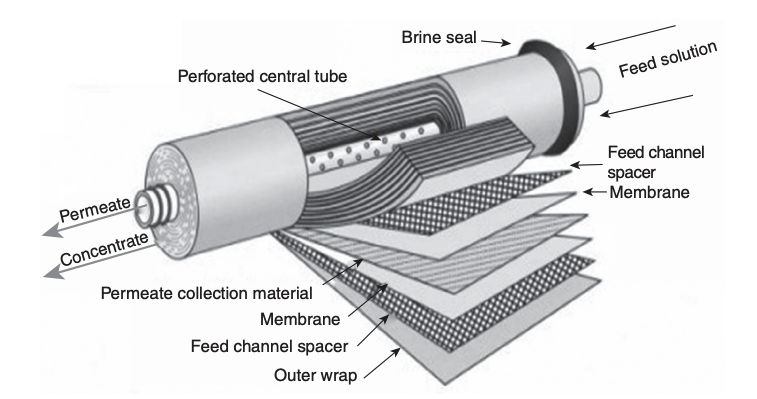 Brine seal
Feed solution
Perforated central tube
Feed channel
spacer
Membrane
Permeate
Concentrate
Permeate collection material
Membrane
Feed channel spacer
Outer wrap